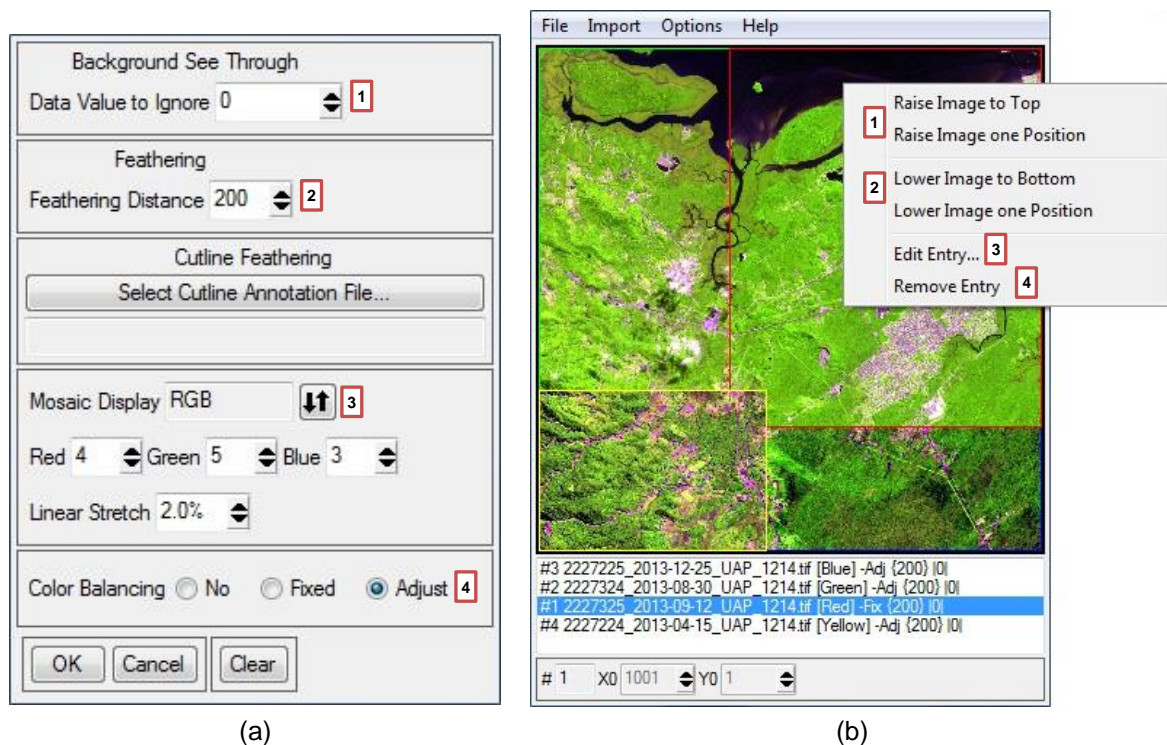 Background See Through
Data Value to Ignore 0 1
Feathering
Feathering Distance 200 2
Cutline Feathering
Select Cutline Annotation File...
Mosaic Display RGB 3
Red 4 Green 5 Blue 3
Linear Stretch 2.0%
Color Balancing No Fixed Adjust 4
OK Cancel Clear
(a)
File Import Options Help
Raise Image to Top
1
Raise Image one Position
Lower Image to Bottom
2
Lower Image one Position
Edit Entry... 3
Remove Entry 4
#3 2227225_2013-12-25_UAP_1214.tif [Blue] -Adj {200} |0|
#2 2227324_2013-08-30_UAP_1214.tif [Green] -Adj {200} |0|
#1 2227325_2013-09-12_UAP_1214.tif [Red] -Fix {200} |0|
#4 2227224_2013-04-15_UAP_1214.tif [Yellow] -Adj {200} |0|
# 1 X0 1001 Y0 1
(b)